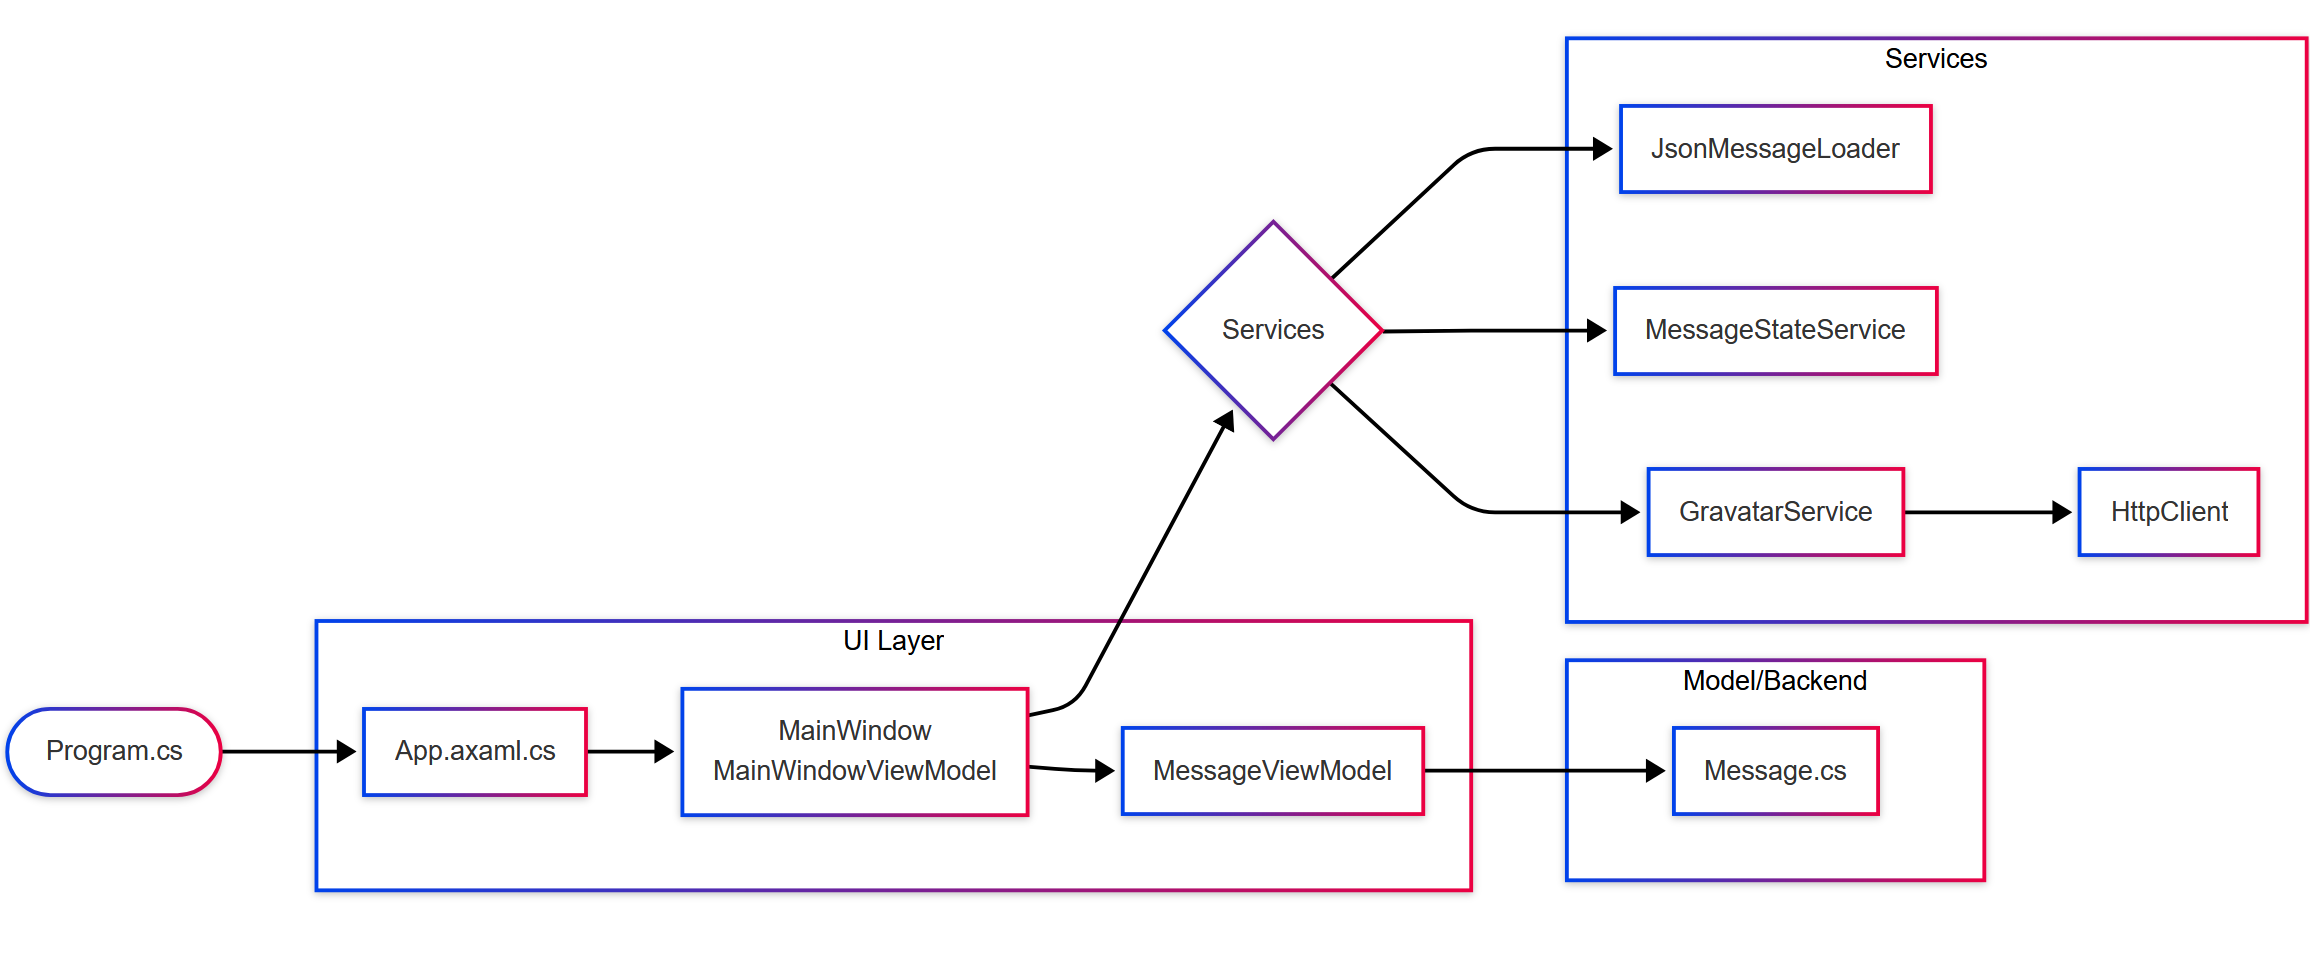 Services
JsonMessageLoader
MessageStateService
Services
GravatarService
HttpClient
UI Layer
Program.cs
App.axaml.cs
MainWindow
MainWindowViewModel
MessageViewModel
Model/Backend
Message.cs